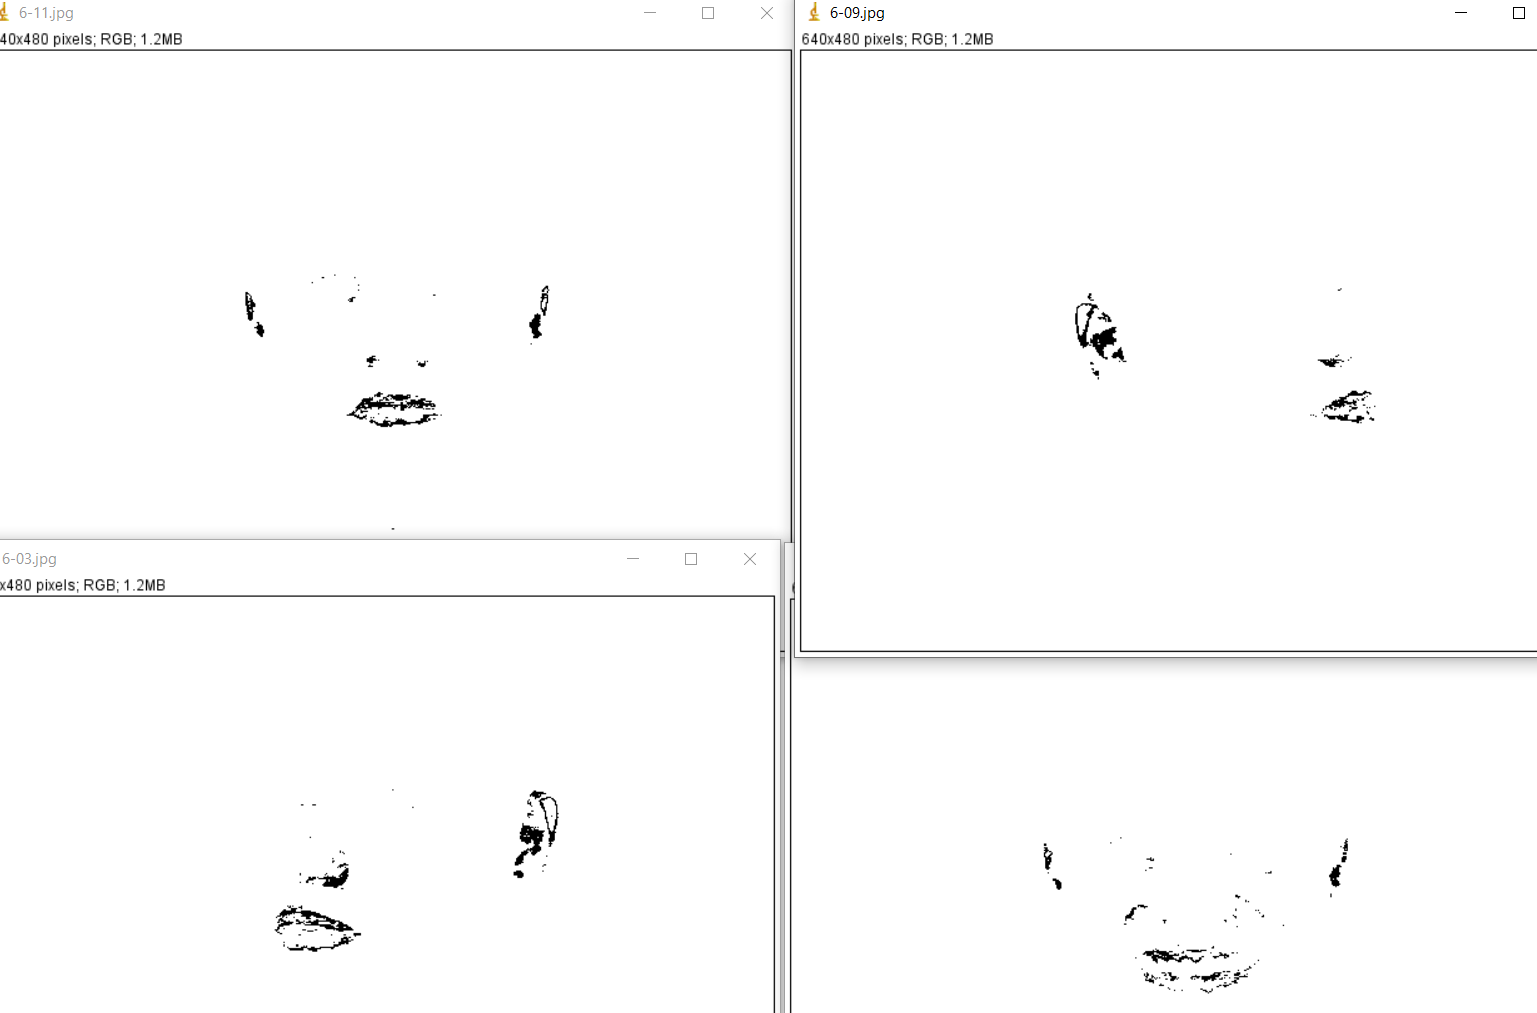 6-11.jpg
40x480 pixels; RGB; 1.2MB
6-09.jpg
640x480 pixels; RGB; 1.2MB
6-03.jpg
x480 pixels; RGB; 1.2MB